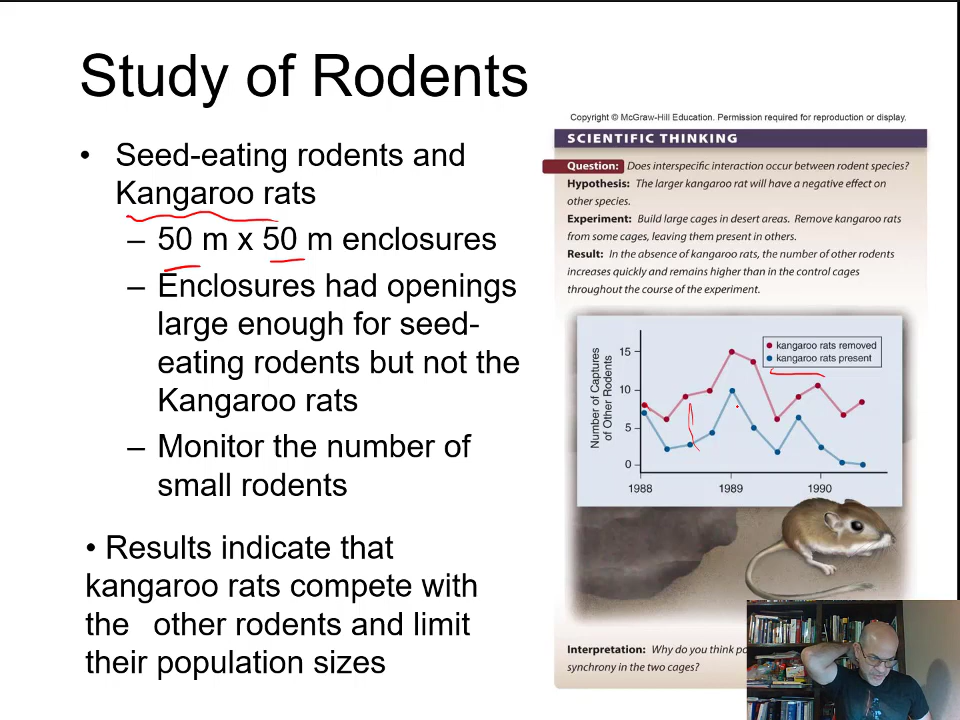 Study of Rodents
• Seed-eating rodents and
Kangaroo rats
– 50 m x 50 m enclosures
– Enclosures had openings
large enough for seed-
eating rodents but not the
Kangaroo rats
– Monitor the number of
small rodents
• Results indicate that
kangaroo rats compete with
the other rodents and limit
their population sizes
Copyright © McGraw-Hill Education. Permission required for reproduction or display.
SCIENTIFIC THINKING
Question: Does interspecific interaction occur between rodent species?
Hypothesis: The larger kangaroo rat will have a negative effect on
other species.
Experiment: Build large cages in desert areas. Remove kangaroo rats
from some cages, leaving them present in others.
Result: In the absence of kangaroo rats, the number of other rodents
increases quickly and remains higher than in the control cages
throughout the course of the experiment.
kangaroo rats removed
kangaroo rats present
Number of Captures
of Other Rodents
15
10
5
0
1988 1989 1990
Interpretation: Why do you think
synchrony in the two cages?